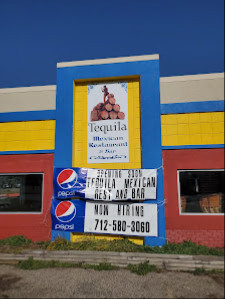 Tequila
Mexican
Restaurant
& Bar
OPENING SOON
TEQUILA MEXICAN
REST AND BAR
pepsi
NOW HIRING
712-580-3060
pepsi